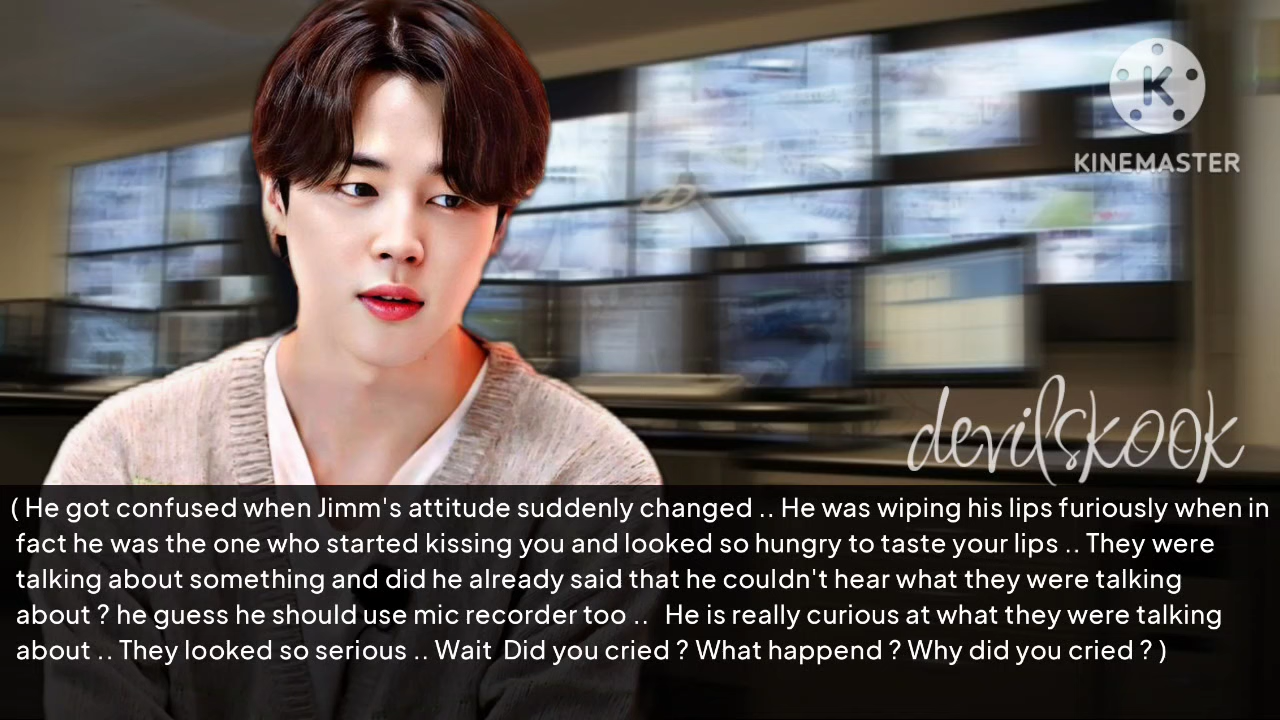 KINEMASTER
devilskook
( He got confused when Jimm's attitude suddenly changed .. He was wiping his lips furiously when in
fact he was the one who started kissing you and looked so hungry to taste your lips .. They were
talking about something and did he already said that he couldn't hear what they were talking
about ? he guess he should use mic recorder too .. He is really curious at what they were talking
about .. They looked so serious .. Wait Did you cried ? What happend ? Why did you cried ? )